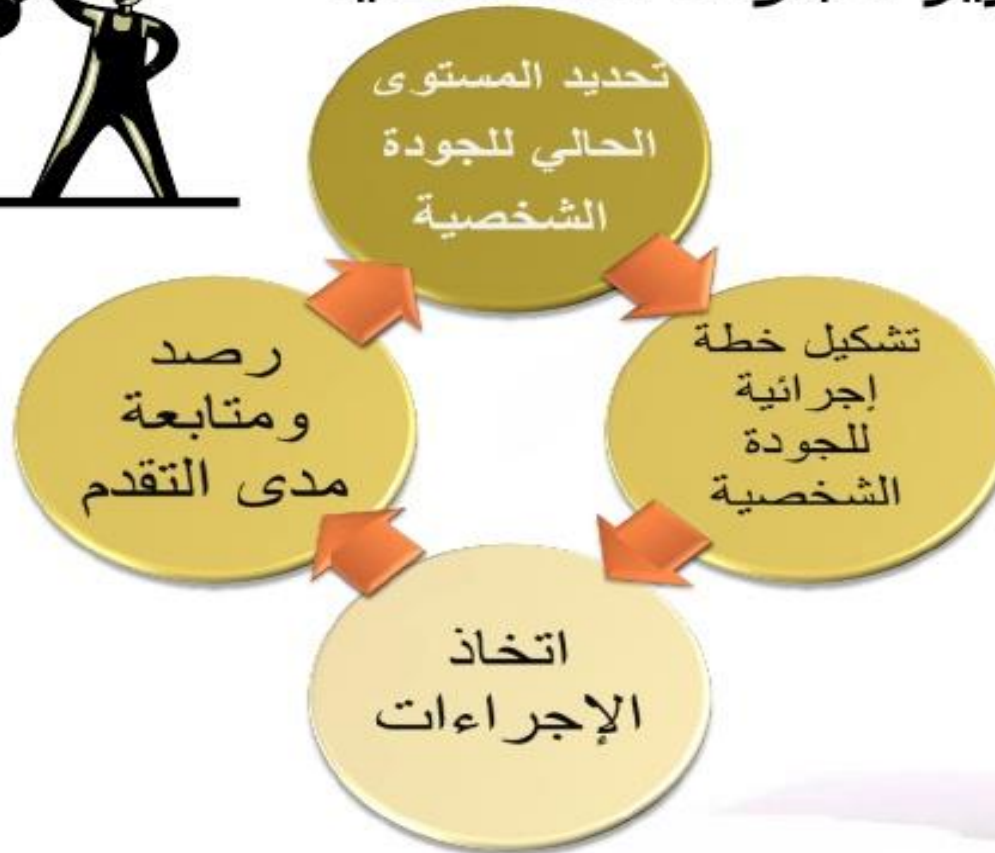 تحديد المستوى
الحالي للجودة
الشخصية
تشكيل خطة
إجرائية
للجودة
الشخصية
اتخاذ
الإجراءات
رصد
ومتابعة
مدى التقدم